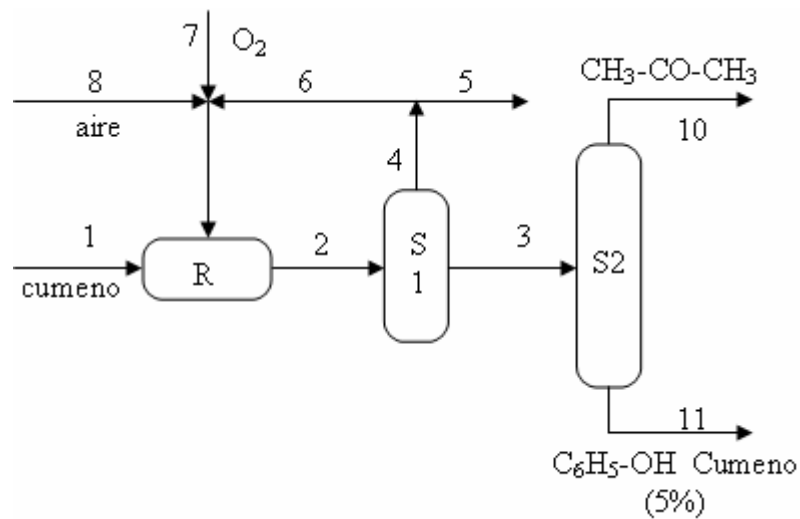 7
O₂
8
6
5
CH₃-CO-CH₃
aire
4
10
1
2
S
1
3
S2
R
cumeno
11
C₆H₅-OH Cumeno
(5%)